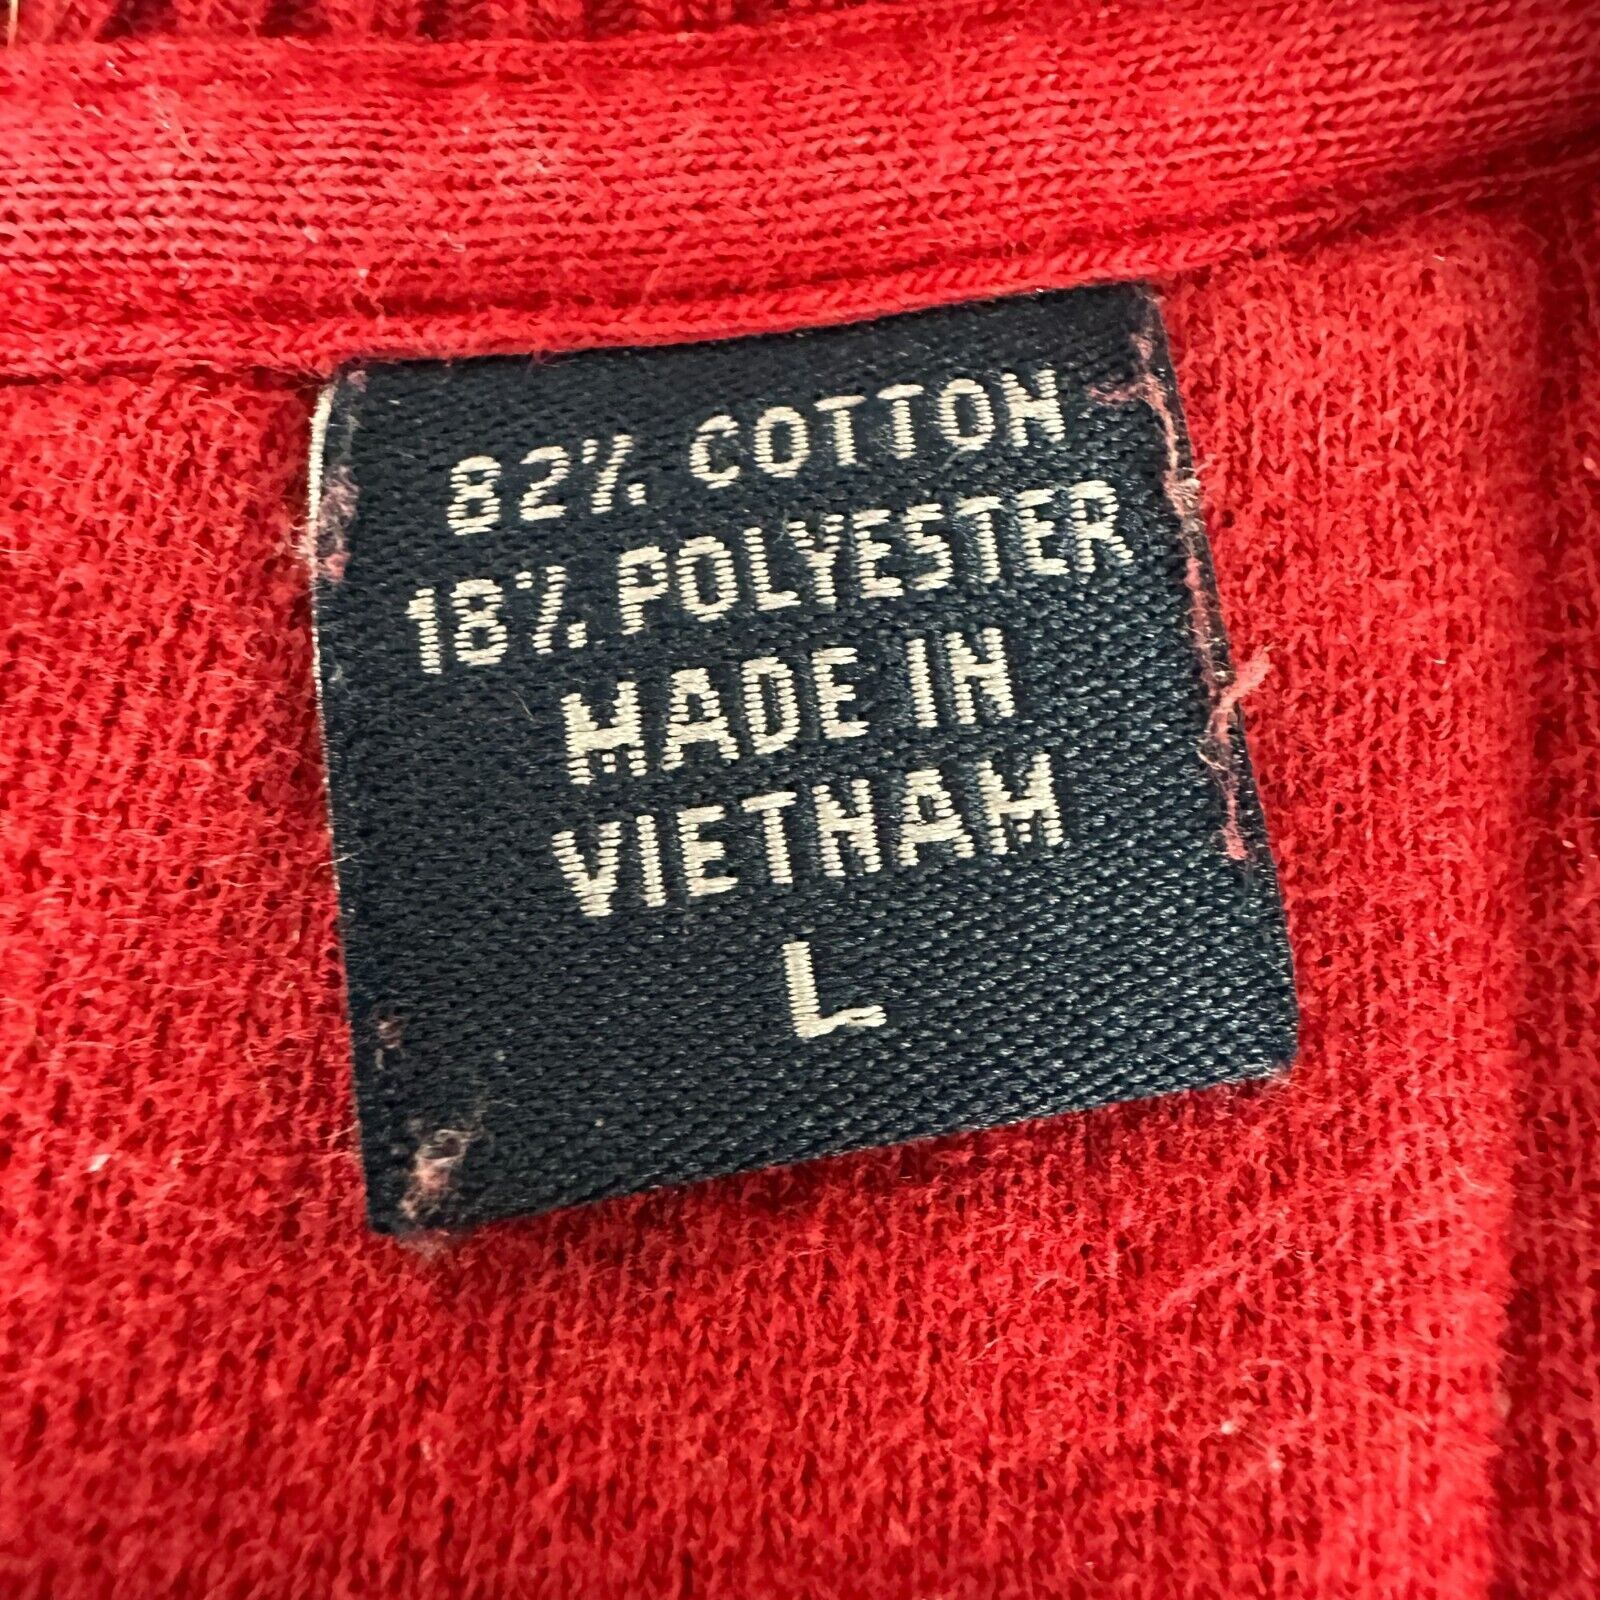 82% COTTON
18% POLYESTER
MADE IN
VIETNAM
L